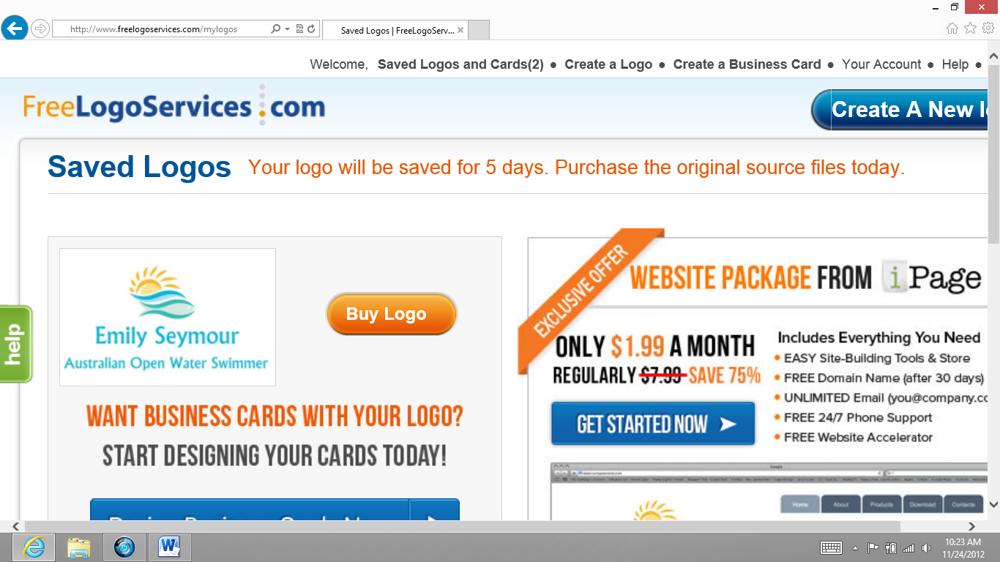 http://www.freelogoservices.com/mylogos
Saved Logos | FreeLogoServ...
Welcome, Saved Logos and Cards(2) ● Create a Logo ● Create a Business Card ● Your Account ● Help ●
FreeLogoServices.com
Create A New l
Saved Logos
Your logo will be saved for 5 days. Purchase the original source files today.
Emily Seymour
Australian Open Water Swimmer
Buy Logo
WANT BUSINESS CARDS WITH YOUR LOGO?
START DESIGNING YOUR CARDS TODAY!
help
EXCLUSIVE OFFER
WEBSITE PACKAGE FROM iPage
ONLY $1.99 A MONTH
REGULARLY $7.99 SAVE 75%
GET STARTED NOW
Includes Everything You Need
• EASY Site-Building Tools & Store
• FREE Domain Name (after 30 days)
• UNLIMITED Email (you@company.co
• FREE 24/7 Phone Support
• FREE Website Accelerator
Google
Home About Products Download Contacts
10:23 AM
11/24/2012